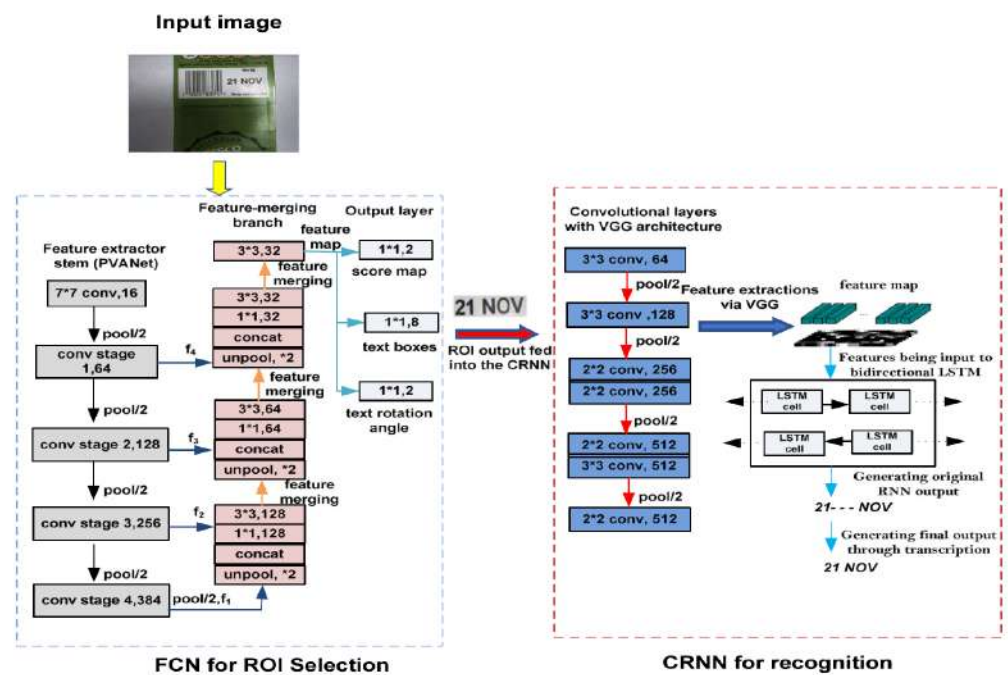 Input image
21 NOV
Feature-merging
branch
Output layer
Feature extractor
stem (PVANet)
3*3,32
feature
map
1*1,2
score map
feature
merging
7*7 conv,16
pool/2
3*3,32
1*1,32
concat
unpool, *2
1*1,8
text boxes
conv stage
1,64
f4
pool/2
feature
merging
1*1,2
text rotation
angle
3*3,64
1*1,64
concat
unpool, *2
conv stage 2,128
f3
pool/2
feature
merging
3*3,128
1*1,128
concat
unpool, *2
conv stage 3,256
f2
pool/2
conv stage 4,384
pool/2,f1
FCN for ROI Selection
21 NOV
ROI output fed
into the CRNN
Convolutional layers
with VGG architecture
3*3 conv, 64
pool/2
3*3 conv ,128
pool/2
2*2 conv, 256
2*2 conv, 256
pool/2
2*2 conv, 512
3*3 conv, 512
pool/2
2*2 conv, 512
Feature extractions
via VGG
feature map
...
Features being input to
bidirectional LSTM
LSTM
cell
LSTM
cell
LSTM
cell
LSTM
cell
Generating original
RNN output
21--- NOV
Generating final output
through transcription
21 NOV
CRNN for recognition